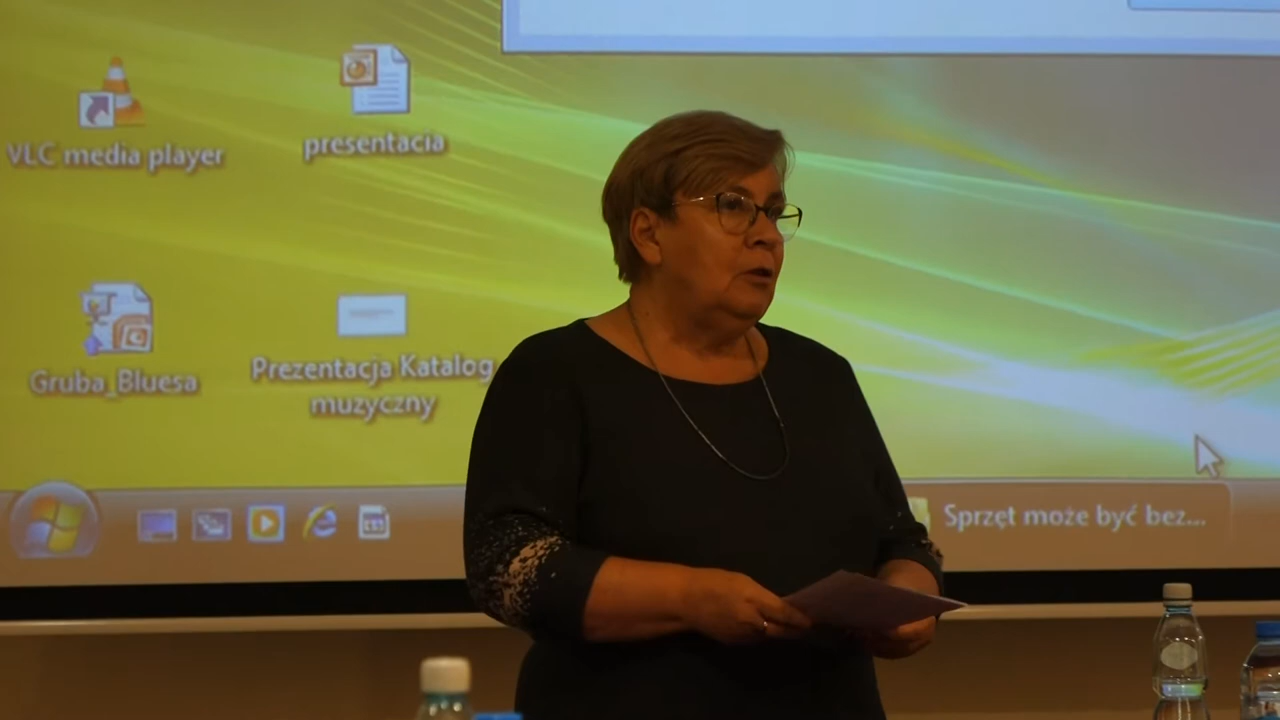 VLC media player
presentacia
Gruba_Bluesa
Prezentacja Katalog
muzyczny
Sprzęt może być bez...